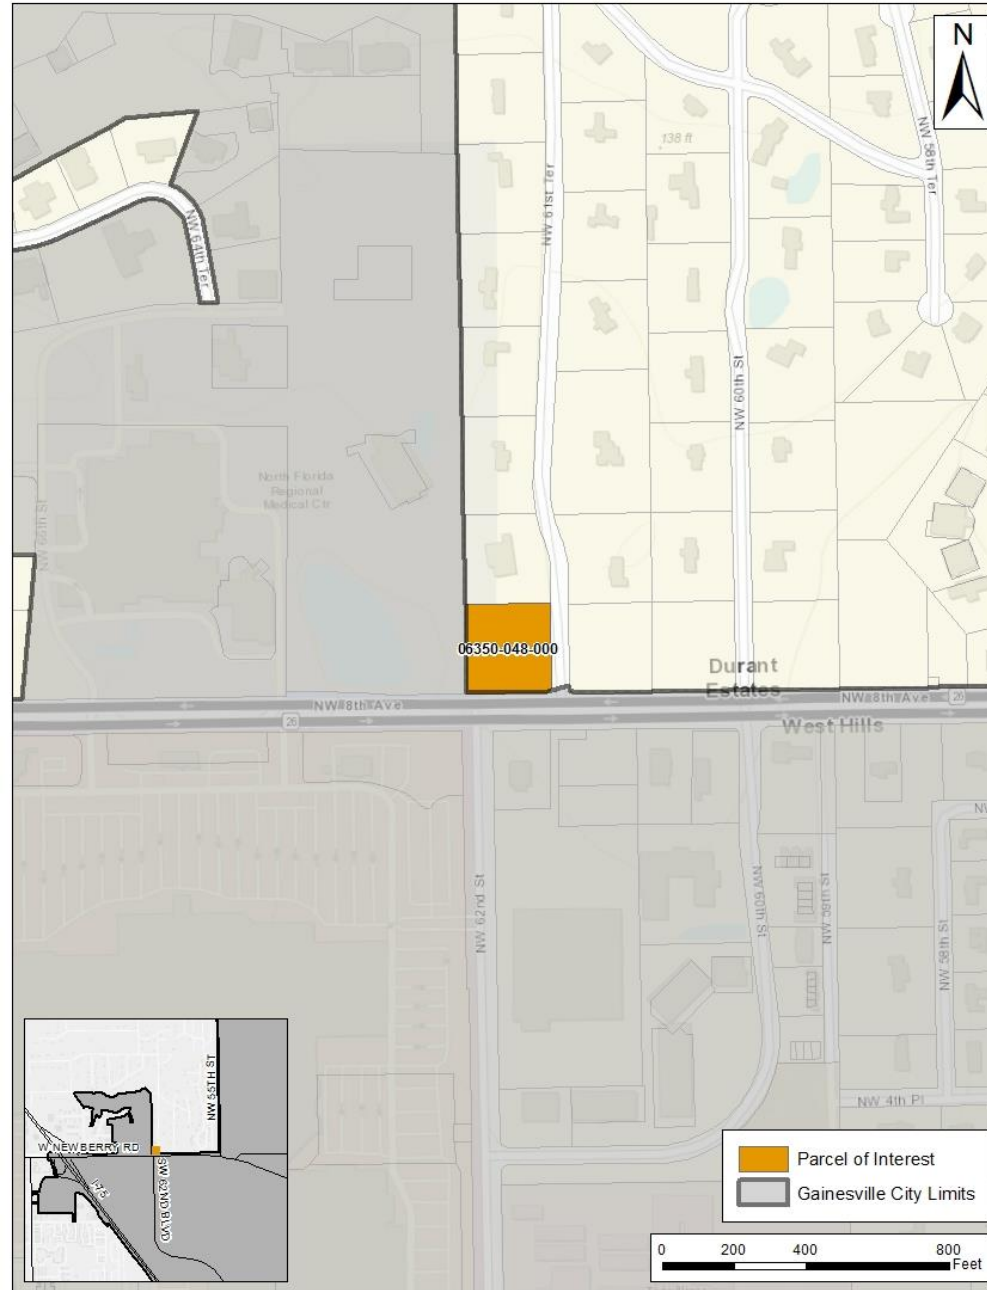 N
138 ft
NW 58th Ter
NW 61st Ter
NW 64th Ter
NW 60th St
North Florida
Regional
Medical Ctr
NW 66th St
06350-048-000
Durant
Estates
NW 8th Ave
26
NW 8th Ave
26
West Hills
NW 62nd St
NW 60th St
NW 59th St
NW 58th St
NW 4th Pl
NW 55TH ST
W NEWBERRY RD
I-75
SW 62ND BLVD
Parcel of Interest
Gainesville City Limits
0 200 400 800
Feet